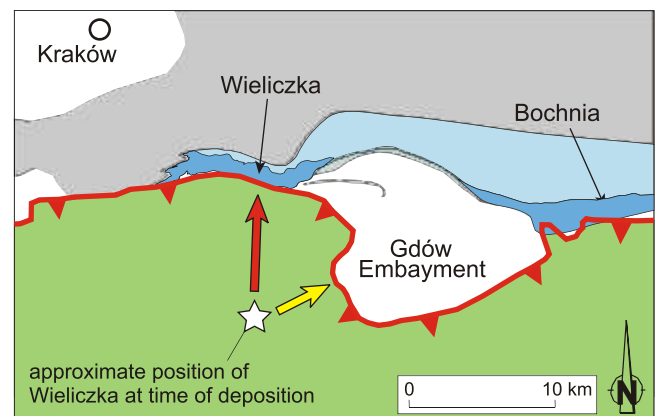 Kraków
Wieliczka
Bochnia
Gdów
Embayment
approximate position of
Wieliczka at time of deposition
0 10 km
N